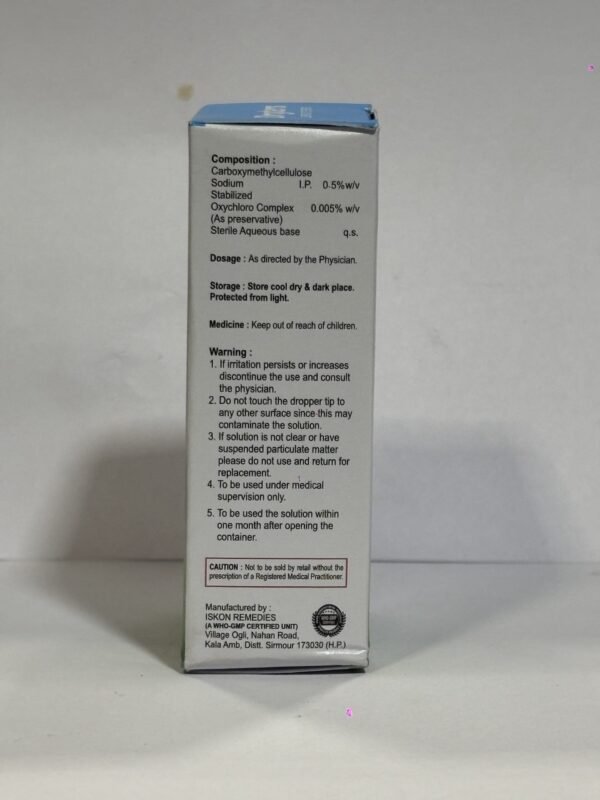 Composition :
Carboxymethylcellulose
Sodium I.P. 0·5%w/v
Stabilized
Oxychloro Complex 0.005% w/v
(As preservative)
Sterile Aqueous base q.s.
Dosage : As directed by the Physician.
Storage : Store cool dry & dark place.
Protected from light.
Medicine : Keep out of reach of children.
Warning :
1. If irritation persists or increases
discontinue the use and consult
the physician.
2. Do not touch the dropper tip to
any other surface since this may
contaminate the solution.
3. If solution is not clear or have
suspended particulate matter
please do not use and return for
replacement.
4. To be used under medical
supervision only.
5. To be used the solution within
one month after opening the
container.
CAUTION : Not to be sold by retail without the
prescription of a Registered Medical Practitioner.
Manufactured by :
ISKON REMEDIES
(A WHO-GMP CERTIFIED UNIT)
Village Ogli, Nahan Road,
Kala Amb, Distt. Sirmour 173030 (H.P.)
WHO-GMP